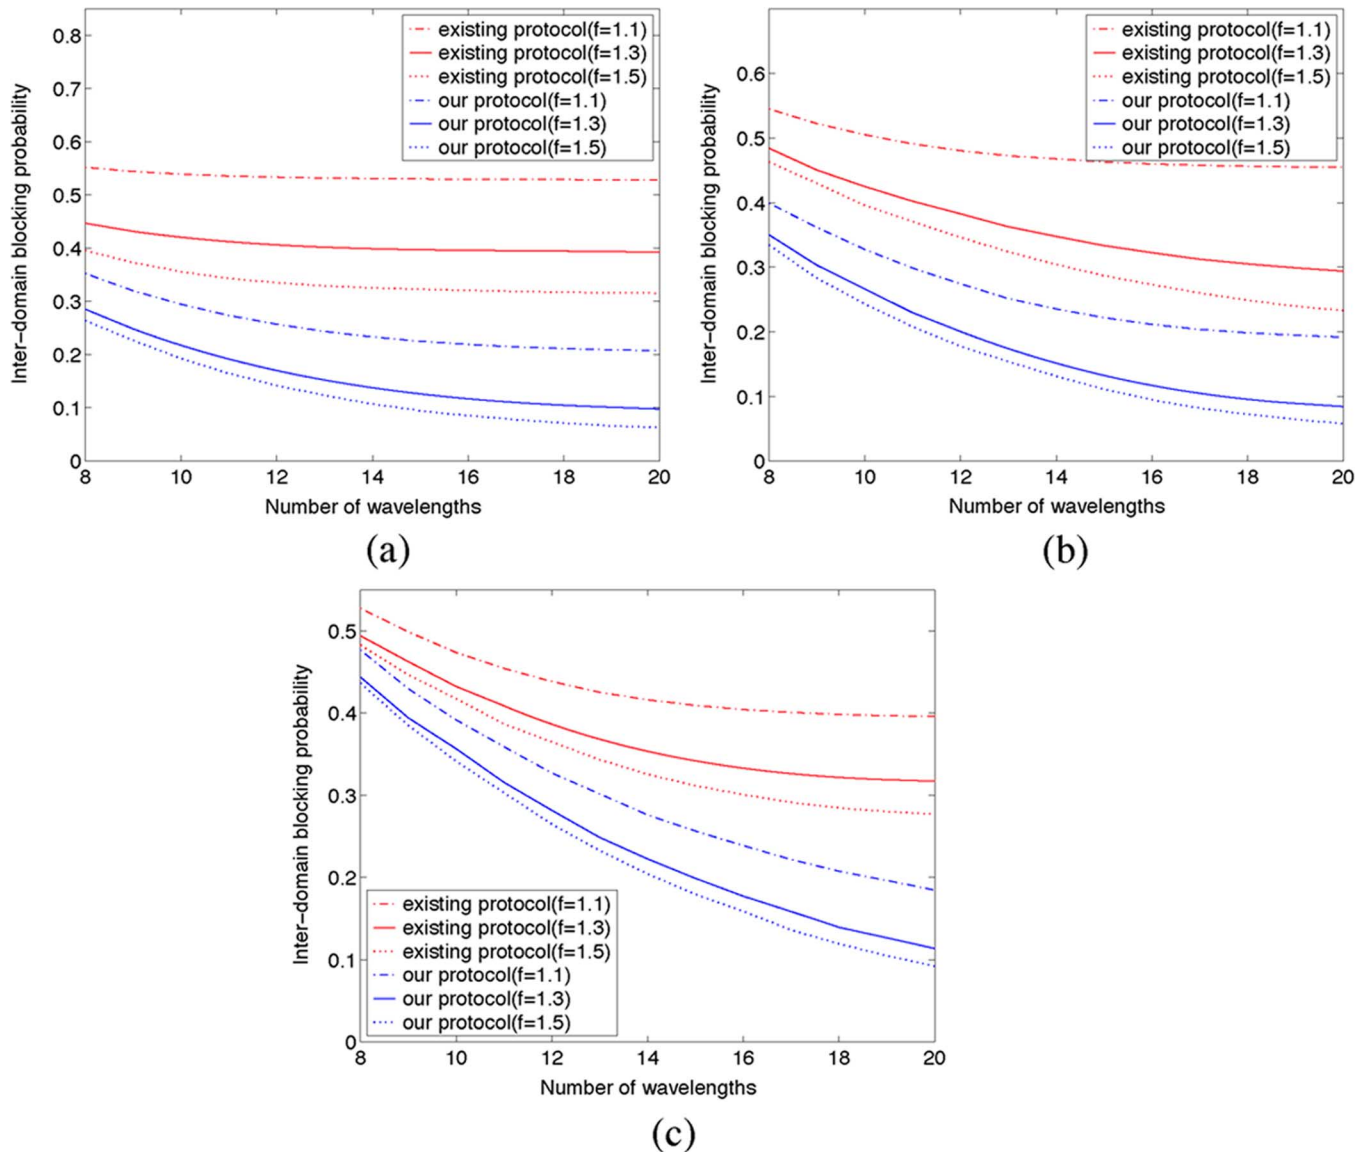 0.8
0.7
0.6
0.5
0.4
0.3
0.2
0.1
0
Inter-domain blocking probability
existing protocol(f=1.1)
existing protocol(f=1.3)
existing protocol(f=1.5)
our protocol(f=1.1)
our protocol(f=1.3)
our protocol(f=1.5)
8 10 12 14 16 18 20
Number of wavelengths
(a)
0.6
0.5
0.4
0.3
0.2
0.1
0
Inter-domain blocking probability
existing protocol(f=1.1)
existing protocol(f=1.3)
existing protocol(f=1.5)
our protocol(f=1.1)
our protocol(f=1.3)
our protocol(f=1.5)
8 10 12 14 16 18 20
Number of wavelengths
(b)
0.5
0.4
0.3
0.2
0.1
0
Inter-domain blocking probability
existing protocol(f=1.1)
existing protocol(f=1.3)
existing protocol(f=1.5)
our protocol(f=1.1)
our protocol(f=1.3)
our protocol(f=1.5)
8 10 12 14 16 18 20
Number of wavelengths
(c)